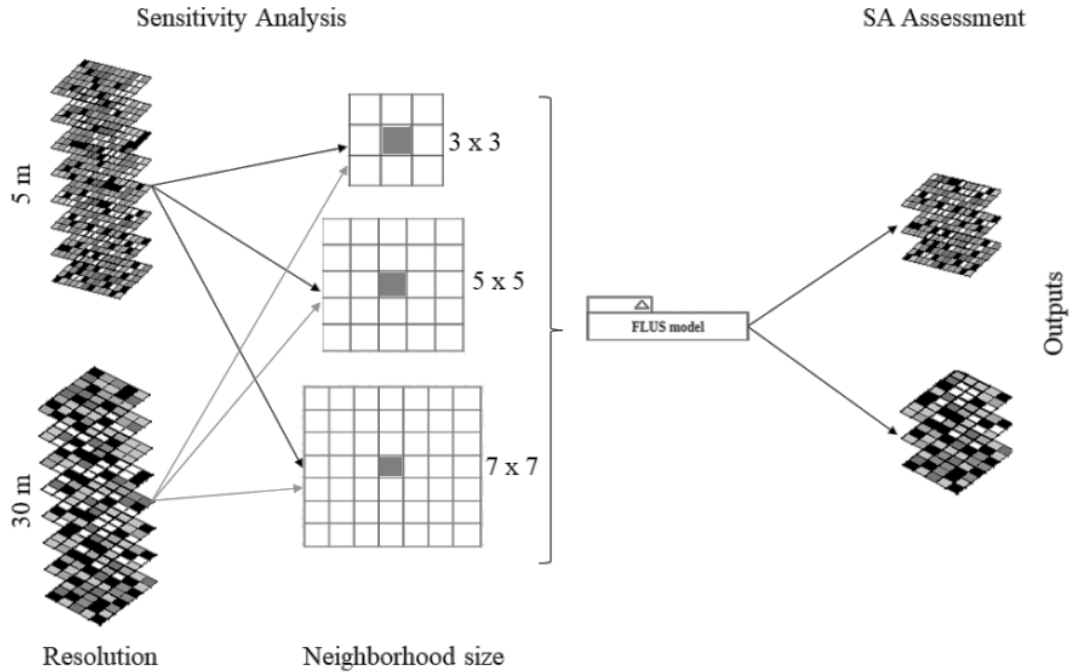 Sensitivity Analysis
SA Assessment
5 m
3 x 3
5 x 5
FLUS model
Outputs
30 m
7 x 7
Resolution
Neighborhood size